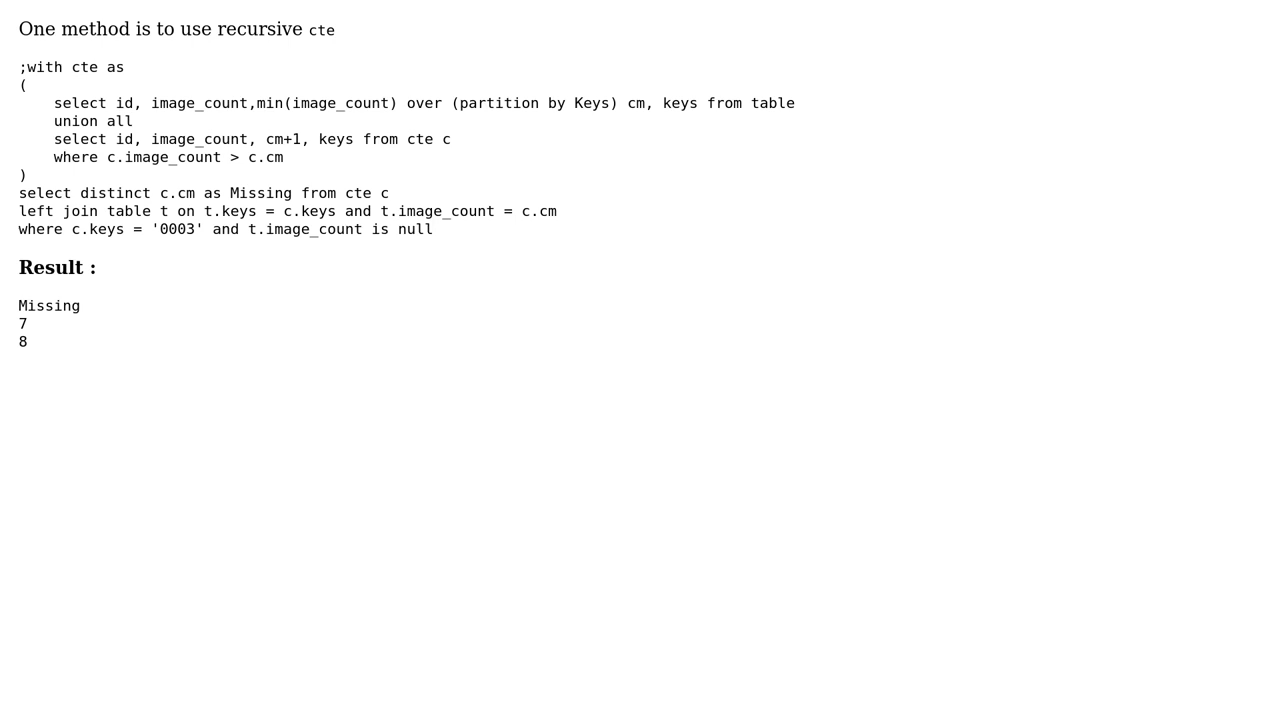 One method is to use recursive cte
;with cte as
(
    select id, image_count,min(image_count) over (partition by Keys) cm, keys from table
    union all
    select id, image_count, cm+1, keys from cte c
    where c.image_count > c.cm
)
select distinct c.cm as Missing from cte c
left join table t on t.keys = c.keys and t.image_count = c.cm
where c.keys = '0003' and t.image_count is null
Result :
Missing
7
8